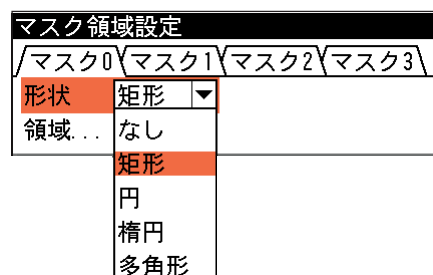 マスク領域設定
マスク0 マスク1 マスク2 マスク3
形状 矩形
領域... なし
矩形
円
楕円
多角形